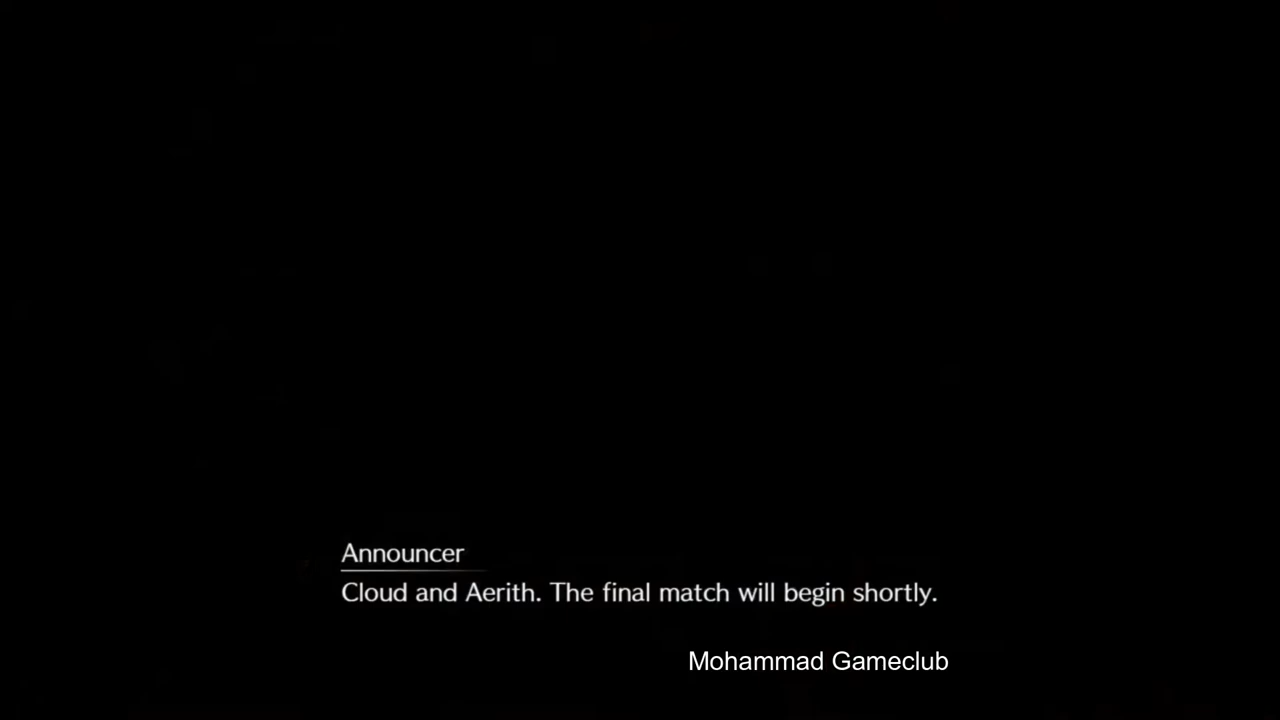 Announcer
Cloud and Aerith. The final match will begin shortly.
Mohammad Gameclub